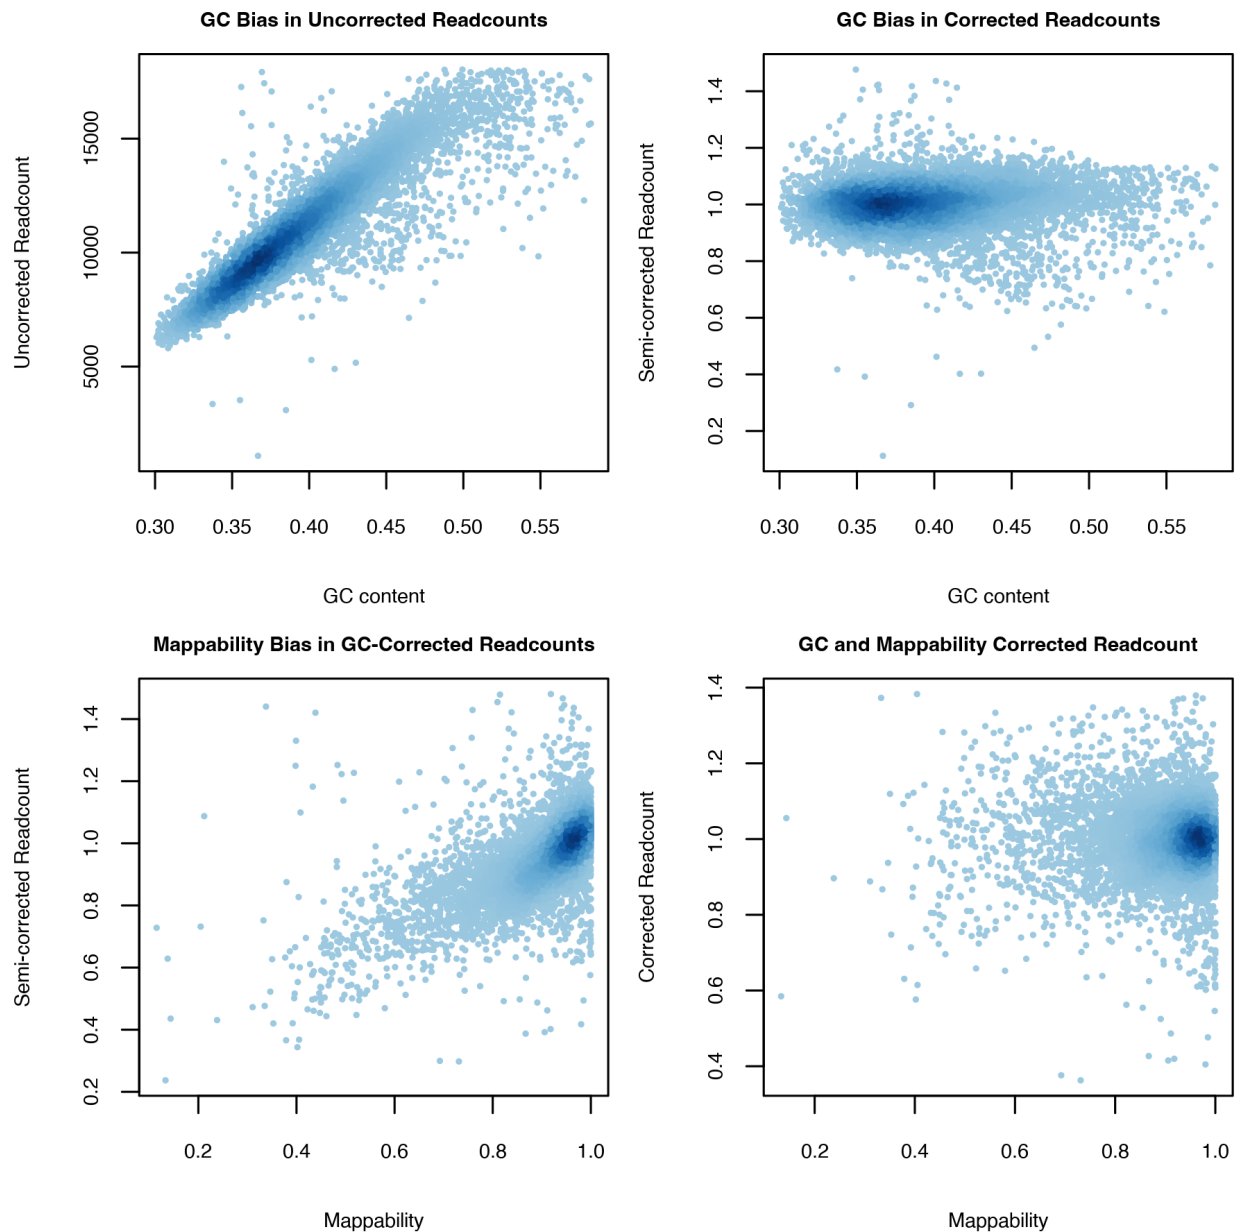 GC Bias in Uncorrected Readcounts
Uncorrected Readcount
15000
10000
5000
0.30 0.35 0.40 0.45 0.50 0.55
GC content
GC Bias in Corrected Readcounts
Semi-corrected Readcount
1.4
1.2
1.0
0.8
0.6
0.4
0.2
0.30 0.35 0.40 0.45 0.50 0.55
GC content
Mappability Bias in GC-Corrected Readcounts
Semi-corrected Readcount
1.4
1.2
1.0
0.8
0.6
0.4
0.2
0.2 0.4 0.6 0.8 1.0
Mappability
GC and Mappability Corrected Readcount
Corrected Readcount
1.4
1.2
1.0
0.8
0.6
0.4
0.2 0.4 0.6 0.8 1.0
Mappability